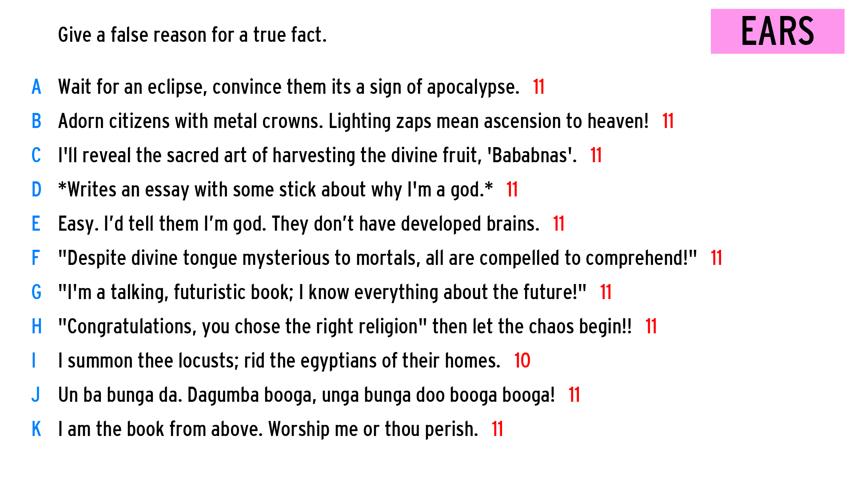 Give a false reason for a true fact.
EARS
A Wait for an eclipse, convince them its a sign of apocalypse. 11
B Adorn citizens with metal crowns. Lighting zaps mean ascension to heaven! 11
C I'll reveal the sacred art of harvesting the divine fruit, 'Bababnas'. 11
D *Writes an essay with some stick about why I'm a god.* 11
E Easy. I’d tell them I’m god. They don’t have developed brains. 11
F "Despite divine tongue mysterious to mortals, all are compelled to comprehend!" 11
G "I'm a talking, futuristic book; I know everything about the future!" 11
H "Congratulations, you chose the right religion" then let the chaos begin!! 11
I I summon thee locusts; rid the egyptians of their homes. 10
J Un ba bunga da. Dagumba booga, unga bunga doo booga booga! 11
K I am the book from above. Worship me or thou perish. 11